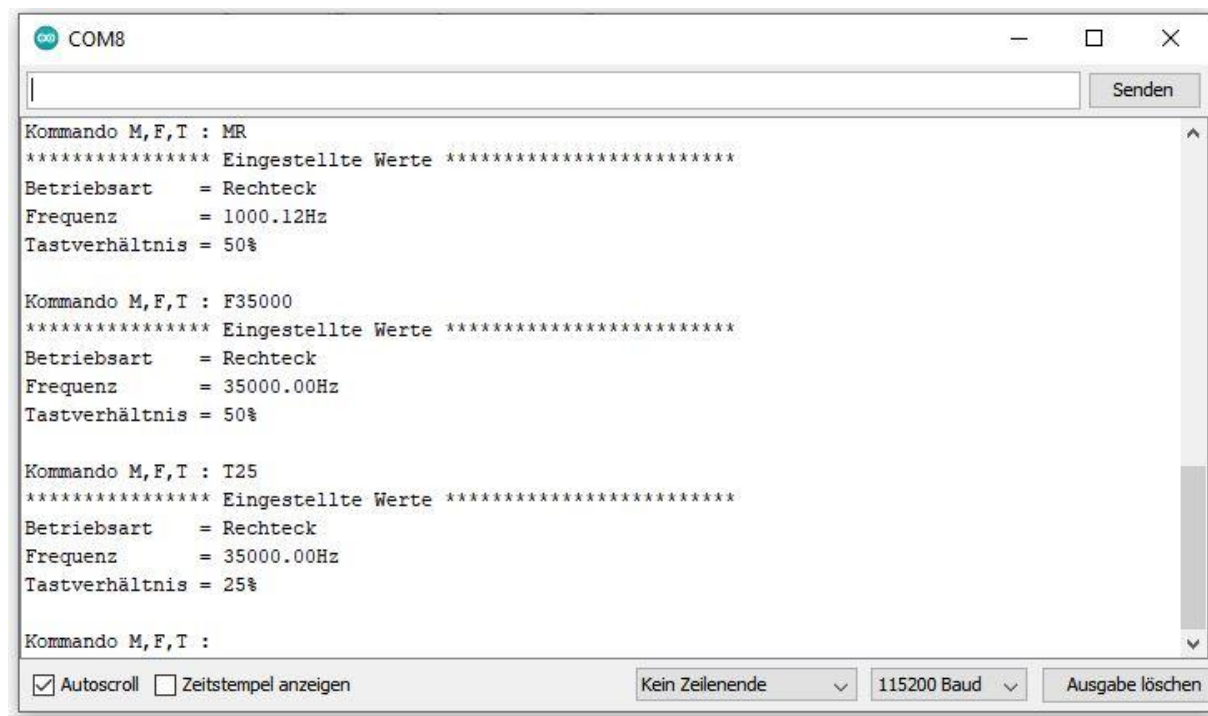 COM8
Senden
Kommando M,F,T : MR
**************** Eingestellte Werte *************************
Betriebsart    = Rechteck
Frequenz       = 1000.12Hz
Tastverhältnis = 50%
Kommando M,F,T : F35000
**************** Eingestellte Werte *************************
Betriebsart    = Rechteck
Frequenz       = 35000.00Hz
Tastverhältnis = 50%
Kommando M,F,T : T25
**************** Eingestellte Werte *************************
Betriebsart    = Rechteck
Frequenz       = 35000.00Hz
Tastverhältnis = 25%
Kommando M,F,T :
Autoscroll Zeitstempel anzeigen Kein Zeilenende 115200 Baud Ausgabe löschen